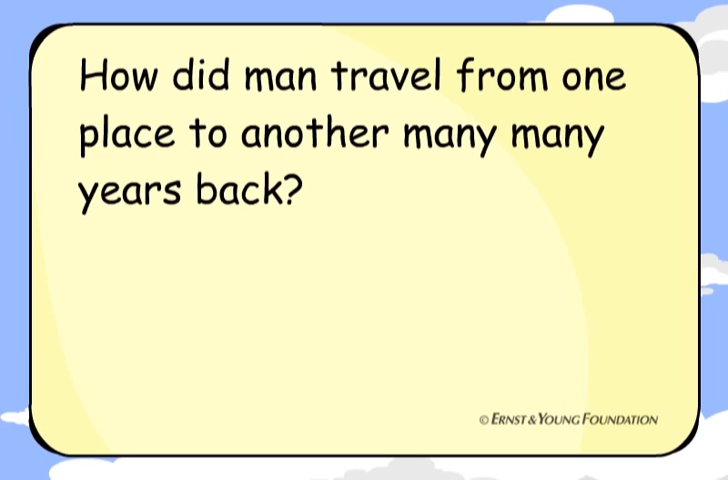 How did man travel from one
place to another many many
years back?
© ERNST & YOUNG FOUNDATION